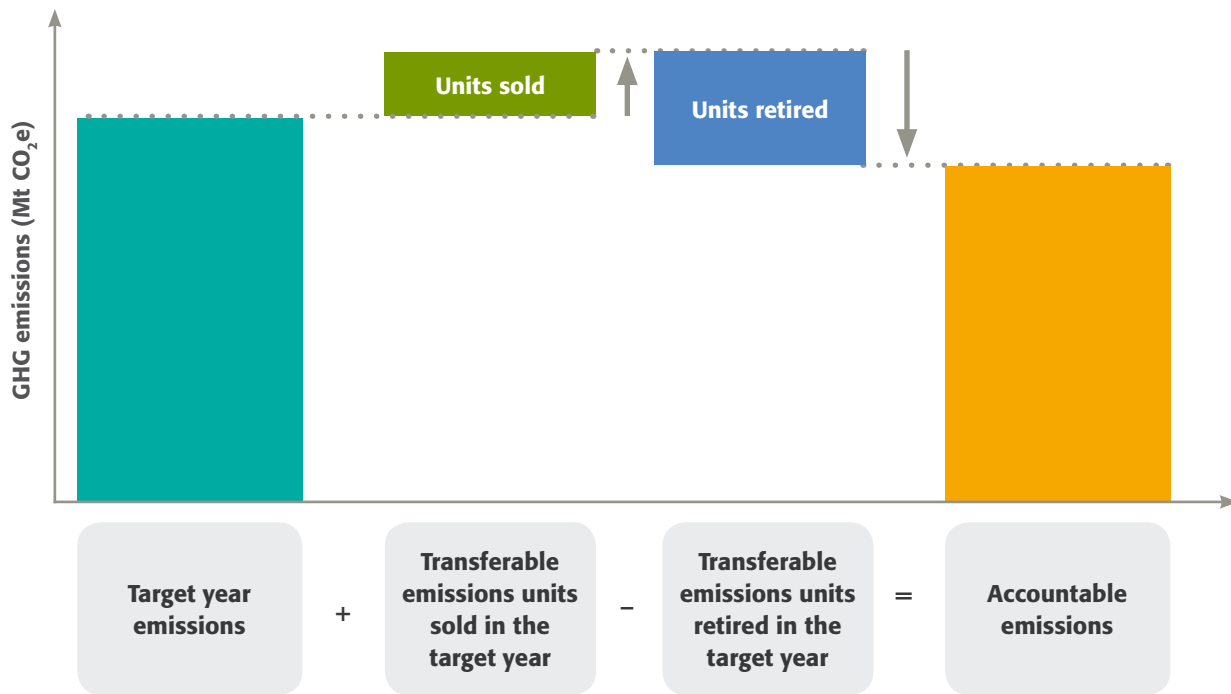 GHG emissions (Mt CO₂e)
Units sold
Units retired
Target year
emissions
+
Transferable
emissions units
sold in the
target year
–
Transferable
emissions units
retired in the
target year
=
Accountable
emissions